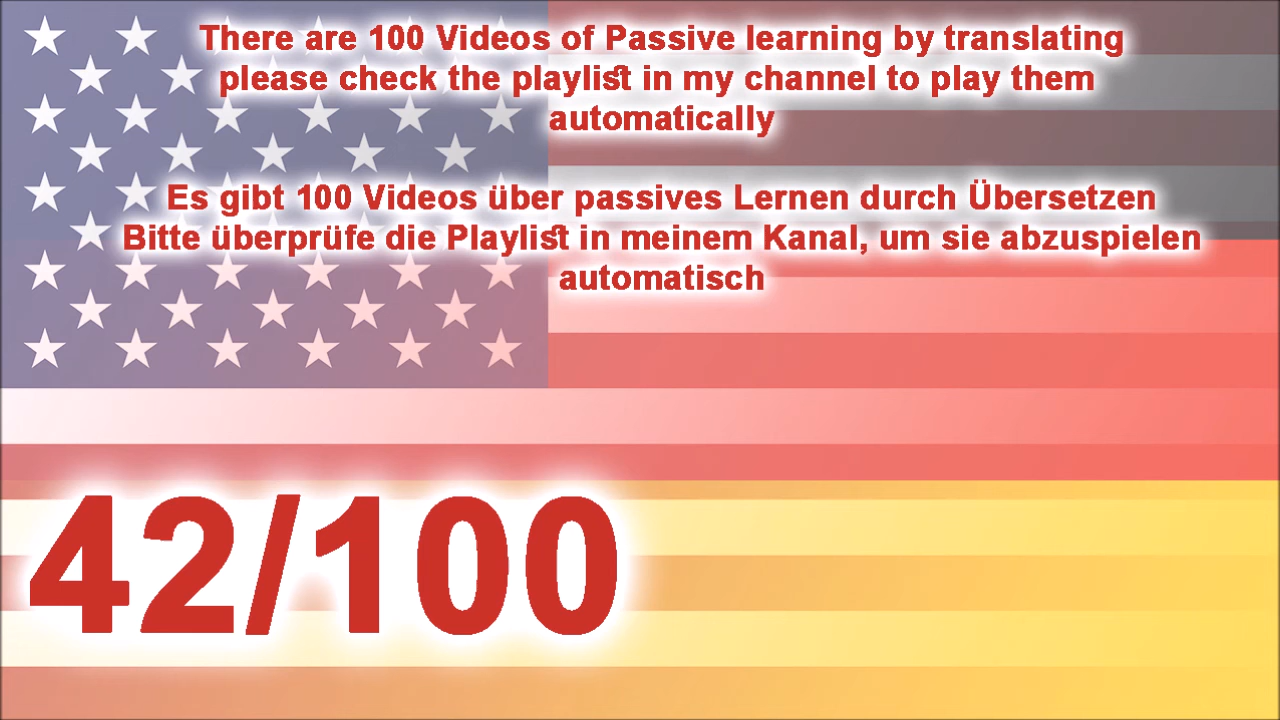 There are 100 Videos of Passive learning by translating
please check the playlist in my channel to play them
automatically
Es gibt 100 Videos über passives Lernen durch Übersetzen
Bitte überprüfe die Playlist in meinem Kanal, um sie abzuspielen
automatisch
42/100